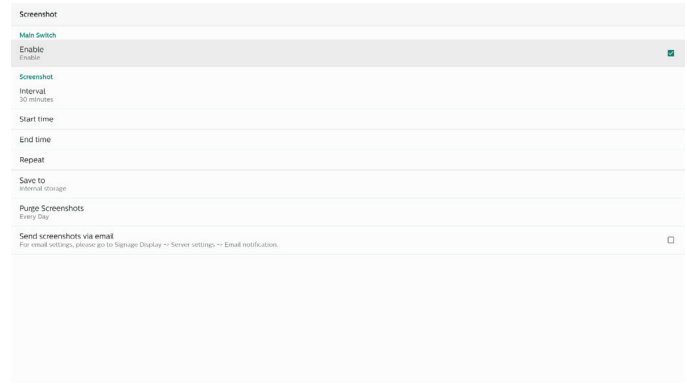 Screenshot
Main Switch
Enable
Enable
Screenshot
Interval
30 minutes
Start time
End time
Repeat
Save to
Internal storage
Purge Screenshots
Every Day
Send screenshots via email
For email settings, please go to Signage Display -- Server settings -- Email notification.